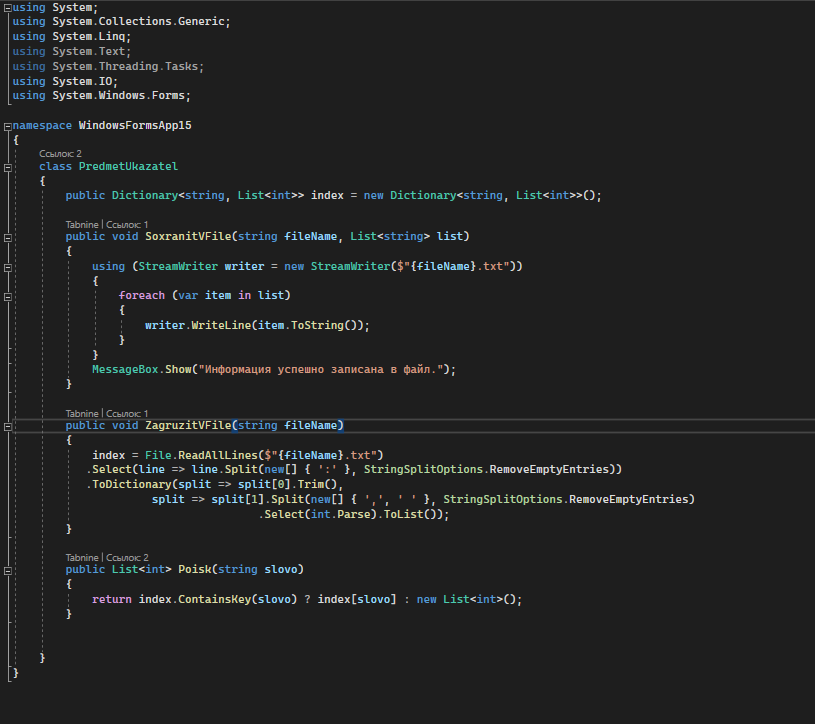 using System;
using System.Collections.Generic;
using System.Linq;
using System.Text;
using System.Threading.Tasks;
using System.IO;
using System.Windows.Forms;
namespace WindowsFormsApp15
{
Ссылок: 2
class PredmetUkazatel
{
public Dictionary<string, List<int>> index = new Dictionary<string, List<int>>();
Tabnine | Ссылок: 1
public void SoxranitVFile(string fileName, List<string> list)
{
using (StreamWriter writer = new StreamWriter($"{fileName}.txt"))
{
foreach (var item in list)
{
writer.WriteLine(item.ToString());
}
}
MessageBox.Show("Информация успешно записана в файл.");
}
Tabnine | Ссылок: 1
public void ZagruzitVFile(string fileName)
{
index = File.ReadAllLines($"{fileName}.txt")
.Select(line => line.Split(new[] { ':' }, StringSplitOptions.RemoveEmptyEntries))
.ToDictionary(split => split[0].Trim(),
split => split[1].Split(new[] { ',', ' ' }, StringSplitOptions.RemoveEmptyEntries)
.Select(int.Parse).ToList());
}
Tabnine | Ссылок: 2
public List<int> Poisk(string slovo)
{
return index.ContainsKey(slovo) ? index[slovo] : new List<int>();
}
}
}